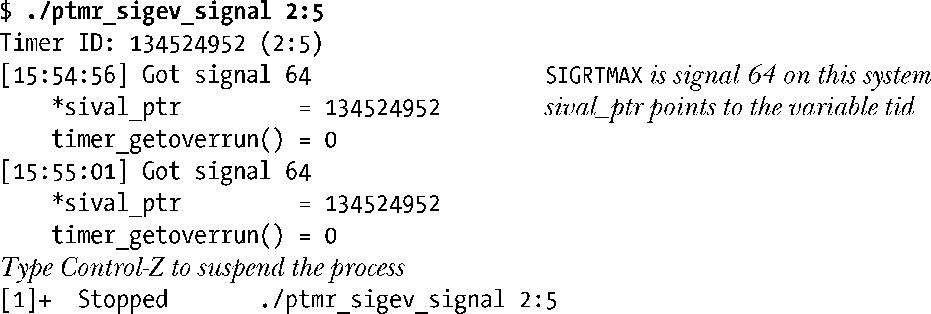 $ ./ptmr_sigev_signal 2:5
Timer ID: 134524952 (2:5)
[15:54:56] Got signal 64 SIGRTMAX is signal 64 on this system
*sival_ptr = 134524952 sival_ptr points to the variable tid
timer_getoverrun() = 0
[15:55:01] Got signal 64
*sival_ptr = 134524952
timer_getoverrun() = 0
Type Control-Z to suspend the process
[1]+ Stopped ./ptmr_sigev_signal 2:5